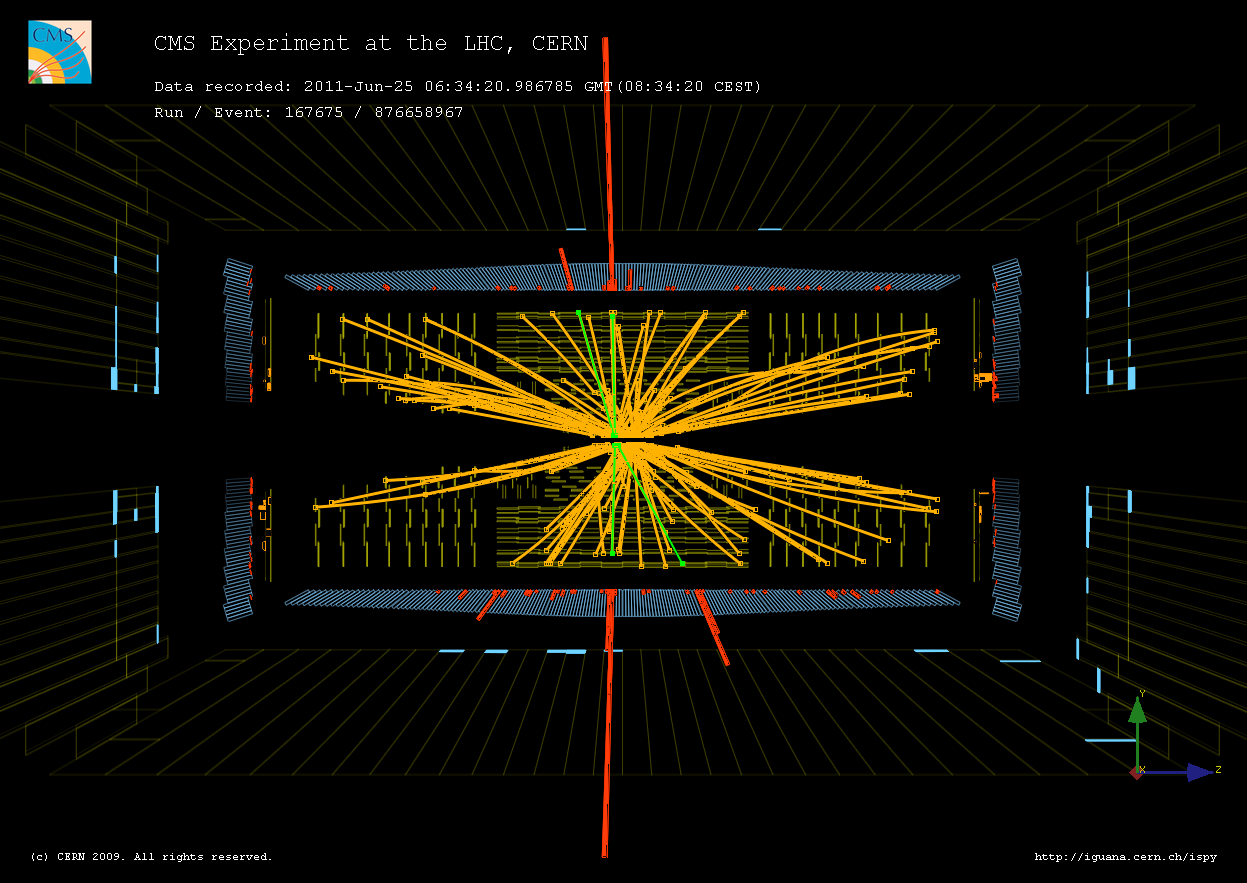 CMS
CMS Experiment at the LHC, CERN
Data recorded: 2011-Jun-25 06:34:20.986785 GMT(08:34:20 CEST)
Run / Event: 167675 / 876658967
Y
X
Z
(c) CERN 2009. All rights reserved.
http://iguana.cern.ch/ispy